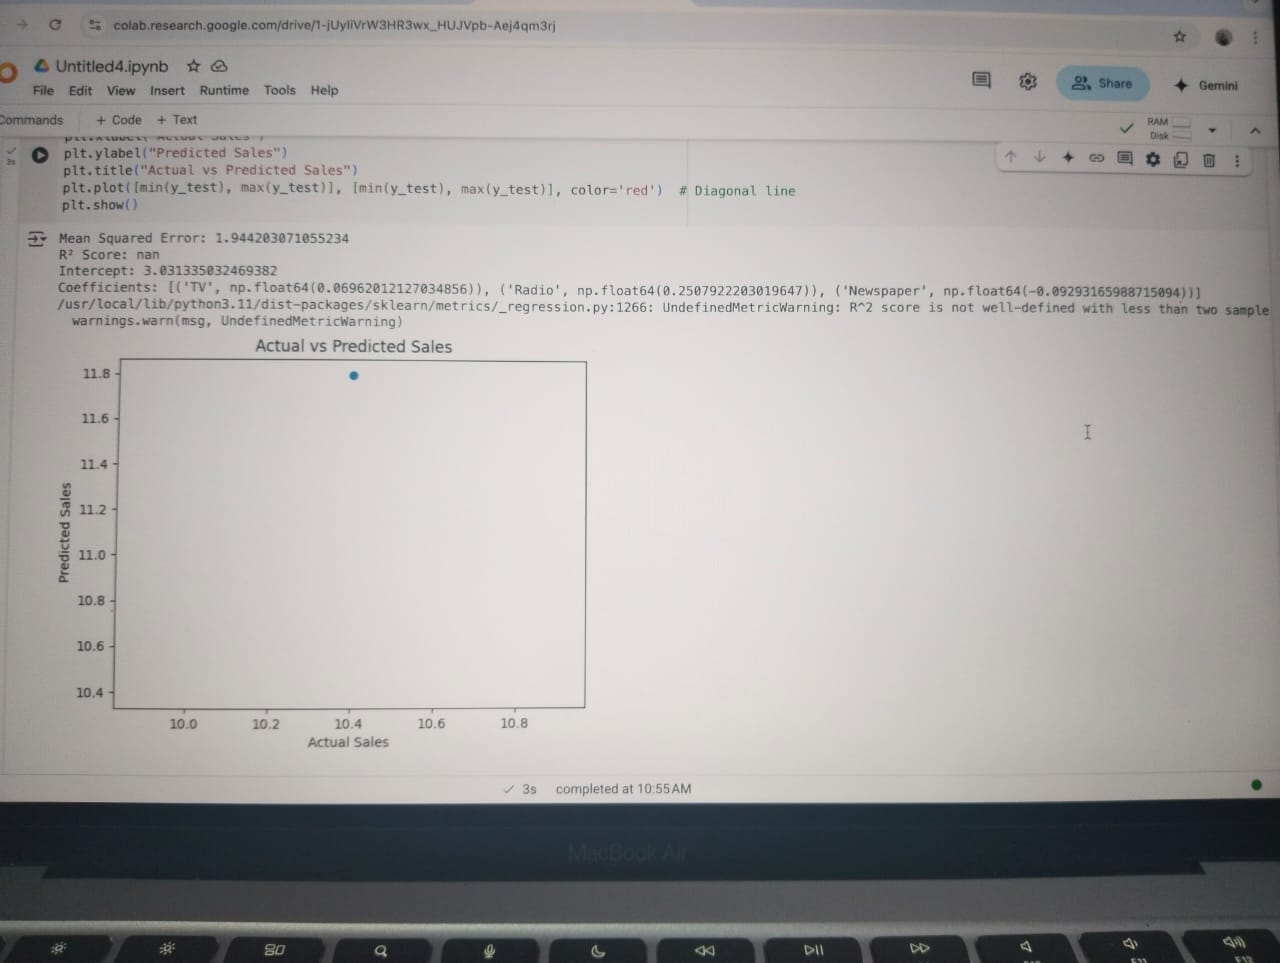 colab.research.google.com/drive/1-jUyliVrW3HR3wx_HUJVpb-Aej4qm3rj
Untitled4.ipynb
File Edit View Insert Runtime Tools Help
Share
Gemini
Commands + Code + Text
RAM
Disk
3s
plt.xlabel("Actual Sales")
plt.ylabel("Predicted Sales")
plt.title("Actual vs Predicted Sales")
plt.plot([min(y_test), max(y_test)], [min(y_test), max(y_test)], color='red') # Diagonal line
plt.show()
Mean Squared Error: 1.944203071055234
R² Score: nan
Intercept: 3.031335032469382
Coefficients: [('TV', np.float64(0.06962012127034856)), ('Radio', np.float64(0.2507922203019647)), ('Newspaper', np.float64(-0.09293165988715094))]
/usr/local/lib/python3.11/dist-packages/sklearn/metrics/_regression.py:1266: UndefinedMetricWarning: R^2 score is not well-defined with less than two sample
warnings.warn(msg, UndefinedMetricWarning)
Actual vs Predicted Sales
11.8
11.6
11.4
11.2
11.0
10.8
10.6
10.4
Predicted Sales
10.0 10.2 10.4 10.6 10.8
Actual Sales
3s completed at 10:55 AM
MacBook Air
F11
F12